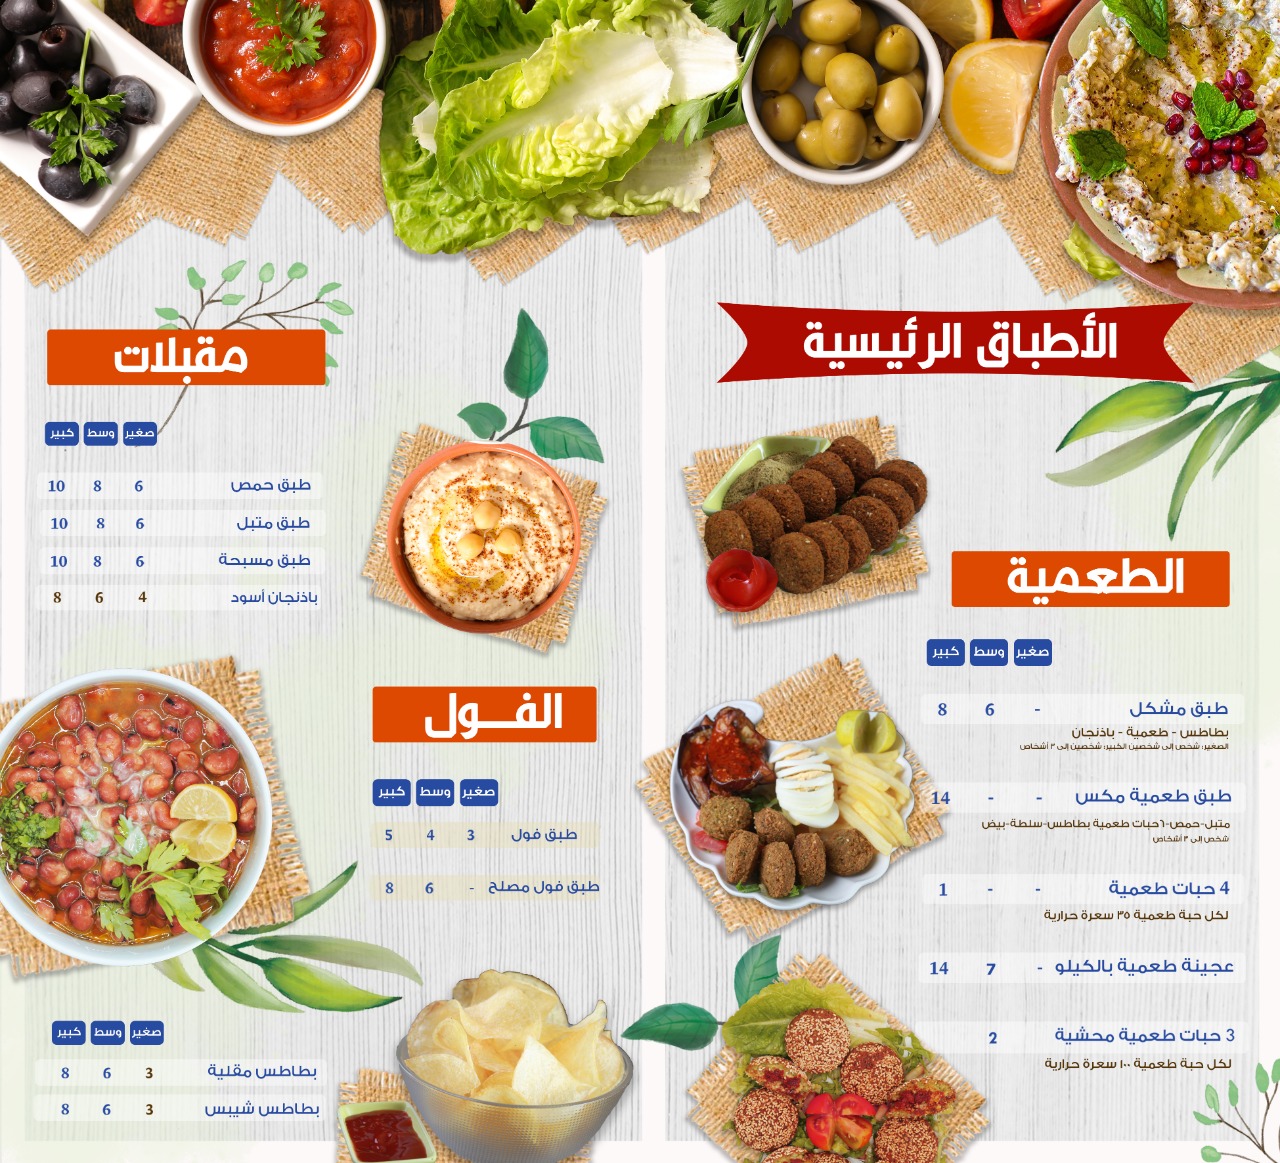 الأطباق الرئيسية
الطعمية
صغير وسط كبير
طبق مشكل - 6 8
بطاطس - طعمية - باذنجان
الصغير: شخص إلى شخصين الكبير: شخصين إلى ٣ أشخاص
طبق طعمية مكس - - 14
متبل-حمص-٦حبات طعمية بطاطس-سلطة-بيض
شخص إلى ٣ أشخاص
4 حبات طعمية - - 1
لكل حبة طعمية ٣٥ سعرة حرارية
عجينة طعمية بالكيلو - 7 14
3 حبات طعمية محشية 2
لكل حبة طعمية ١٠٠ سعرة حرارية
مقبلات
صغير وسط كبير
طبق حمص 6 8 10
طبق متبل 6 8 10
طبق مسبحة 6 8 10
باذنجان أسود 4 6 8
الفــول
صغير وسط كبير
طبق فول 3 4 5
طبق فول مصلح - 6 8
صغير وسط كبير
بطاطس مقلية 3 6 8
بطاطس شيبس 3 6 8